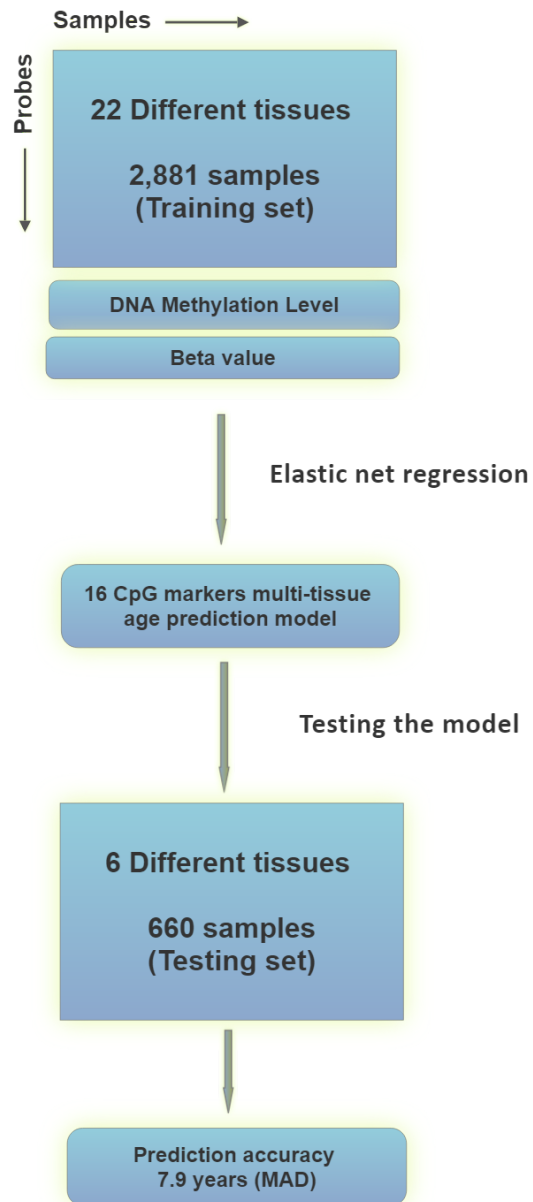 Samples
Probes
22 Different tissues
2,881 samples
(Training set)
DNA Methylation Level
Beta value
Elastic net regression
16 CpG markers multi-tissue
age prediction model
Testing the model
6 Different tissues
660 samples
(Testing set)
Prediction accuracy
7.9 years (MAD)